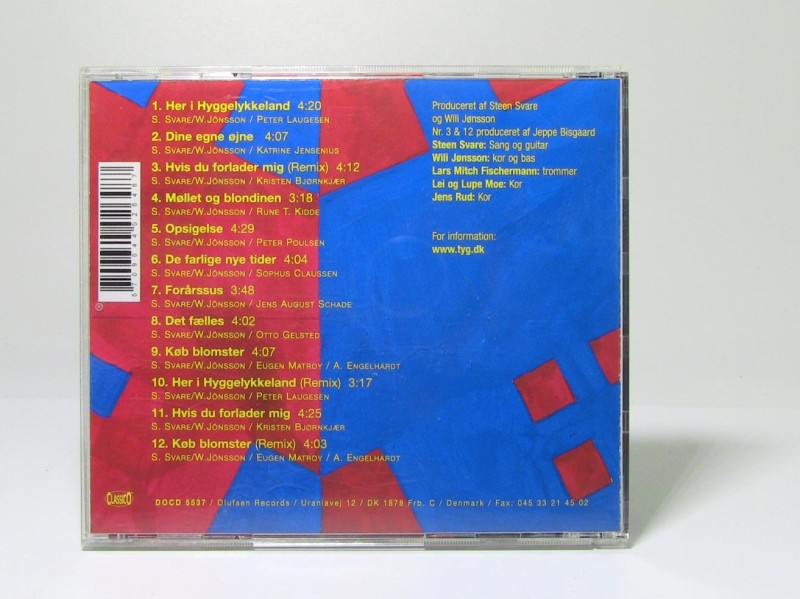 1. Her i Hyggelykkeland 4:20
S. Svare/W.Jönsson / Peter Laugesen
2. Dine egne øjne 4:07
S. Svare/W.Jönsson / Katrine Jensenius
3. Hvis du forlader mig (Remix) 4:12
S. Svare/W.Jönsson / Kristen Bjørnkjær
4. Møllet og blondinen 3:18
S. Svare/W.Jönsson / Rune T. Kidde
5. Opsigelse 4:29
S. Svare/W.Jönsson / Peter Poulsen
6. De farlige nye tider 4:04
S. Svare/W.Jönsson / Sophus Claussen
7. Forårssus 3:48
S. Svare/W.Jönsson / Jens August Schade
8. Det fælles 4:02
S. Svare/W.Jönsson / Otto Gelsted
9. Køb blomster 4:07
S. Svare/W.Jönsson / Eugen Matroy / A. Engelhardt
10. Her i Hyggelykkeland (Remix) 3:17
S. Svare/W.Jönsson / Peter Laugesen
11. Hvis du forlader mig 4:25
S. Svare/W.Jönsson / Kristen Bjørnkjær
12. Køb blomster (Remix) 4:03
S. Svare/W.Jönsson / Eugen Matroy / A. Engelhardt
Produceret af Steen Svare
og Wili Jønsson
Nr. 3 & 12 produceret af Jeppe Bisgaard
Steen Svare: Sang og guitar
Wili Jønsson: kor og bas
Lars Mitch Fischermann: trommer
Lei og Lupe Moe: Kor
Jens Rud: Kor
For information:
www.tyg.dk
CLASSICO
DOCD 5537 / Olufsen Records / Uraniavej 12 / DK 1878 Frb. C / Denmark / Fax: 045 33 21 45 02